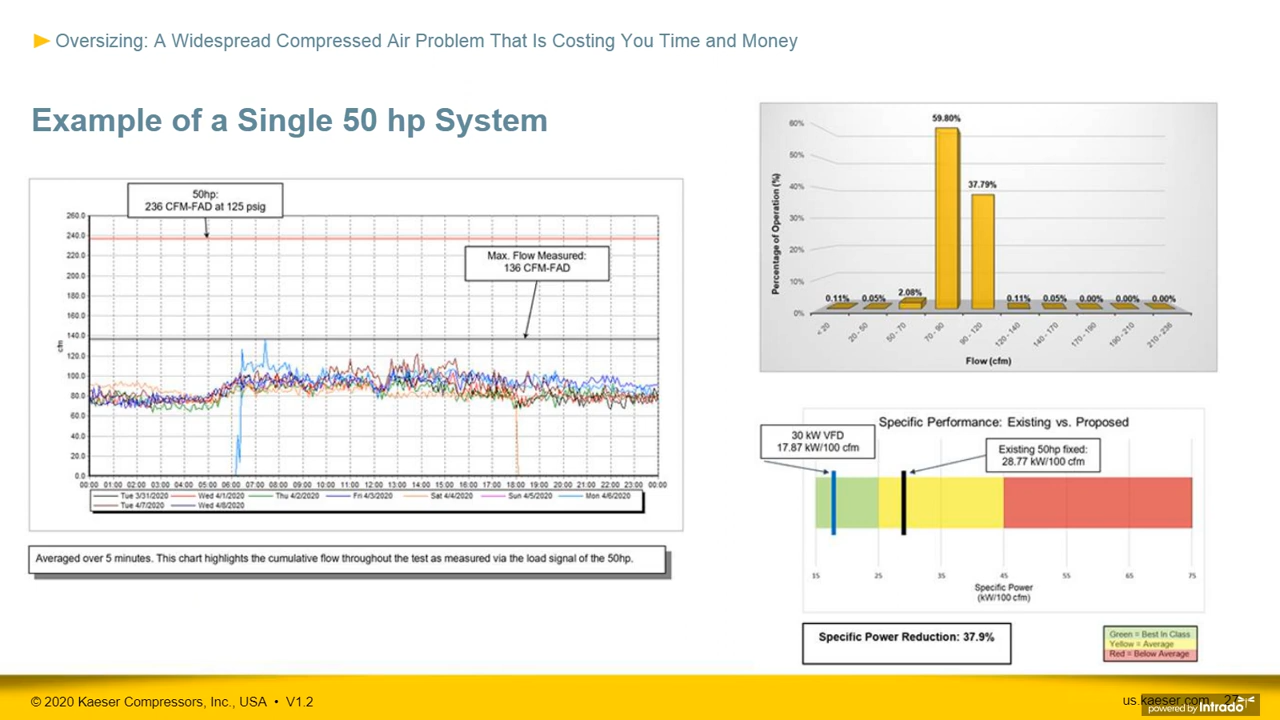 Oversizing: A Widespread Compressed Air Problem That Is Costing You Time and Money
Example of a Single 50 hp System
50hp:
236 CFM-FAD at 125 psig
Max. Flow Measured:
136 CFM-FAD
260.0
240.0
220.0
200.0
180.0
160.0
140.0
120.0
100.0
80.0
60.0
40.0
20.0
0.0
cfm
00:00 01:00 02:00 03:00 04:00 05:00 06:00 07:00 08:00 09:00 10:00 11:00 12:00 13:00 14:00 15:00 16:00 17:00 18:00 19:00 20:00 21:00 22:00 23:00 00:00
Tue 3/31/2020 Wed 4/1/2020 Thu 4/2/2020 Fri 4/3/2020 Sat 4/4/2020 Sun 4/5/2020 Mon 4/6/2020
Tue 4/7/2020 Wed 4/8/2020
Averaged over 5 minutes. This chart highlights the cumulative flow throughout the test as measured via the load signal of the 50hp.
Percentage of Operation (%)
60%
50%
40%
30%
20%
10%
0%
0.11% 0.05% 2.08% 59.80% 37.79% 0.11% 0.05% 0.00% 0.00% 0.00%
< 20 20 - 50 50 - 70 70 - 90 90 - 120 120 - 140 140 - 170 170 - 190 190 - 210 210 - 236
Flow (cfm)
Specific Performance: Existing vs. Proposed
30 kW VFD
17.87 kW/100 cfm
Existing 50hp fixed:
28.77 kW/100 cfm
15 25 35 45 55 65 75
Specific Power
(kW/100 cfm)
Specific Power Reduction: 37.9%
Green = Best In Class
Yellow = Average
Red = Below Average
© 2020 Kaeser Compressors, Inc., USA • V1.2
us.kaeser.com
powered by Intrado